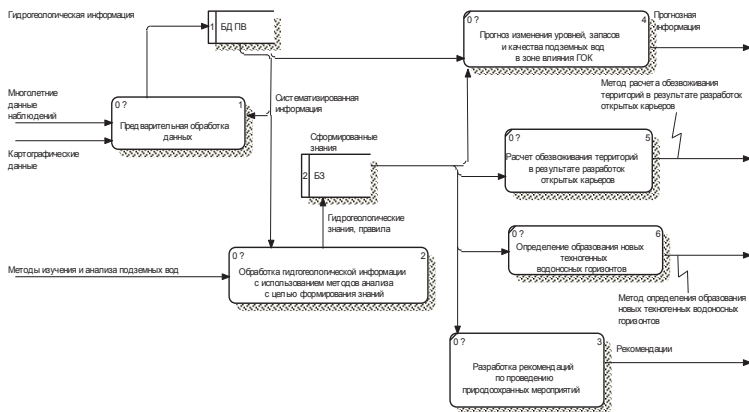 Гидрогеологическая информация
1 БД ПВ
0 ? 4
Прогноз изменения уровней, запасов
и качества подземных вод
в зоне влияния ГОК
Прогнозная
информация
Многолетние
данные
наблюдений
Картографические
данные
0 ? 1
Предварительная обработка
данных
Систематизированная
информация
Метод расчета обезвоживания
территорий в результате разработок
открытых карьеров
Сформированные
знания
2 БЗ
0 ? 5
Расчет обезвоживания территорий
в результате разработок
открытых карьеров
Гидрогеологические
знания, правила
Методы изучения и анализа подземных вод
0 ? 2
Обработка гидгогеологической информации
с использованием методов анализа
с целью формирования знаний
0 ? 6
Определение образования новых
техногенных
водоносных горизонтов
Метод определения образования
новых техногенных водоносных
горизонтов
0 ? 3
Разработка рекомендаций
по проведению
природоохранных мероприятий
Рекомендации